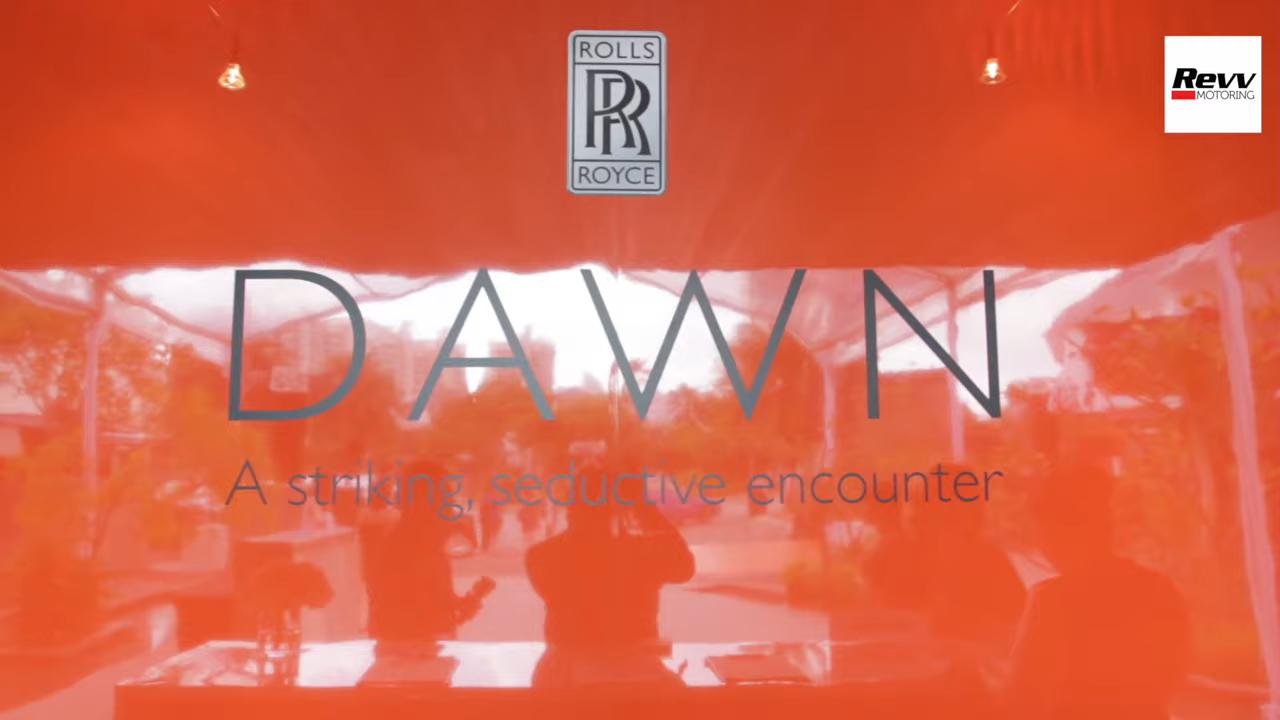 ROLLS
RR
ROYCE
Revv
MOTORING
DAWN
A striking, seductive encounter